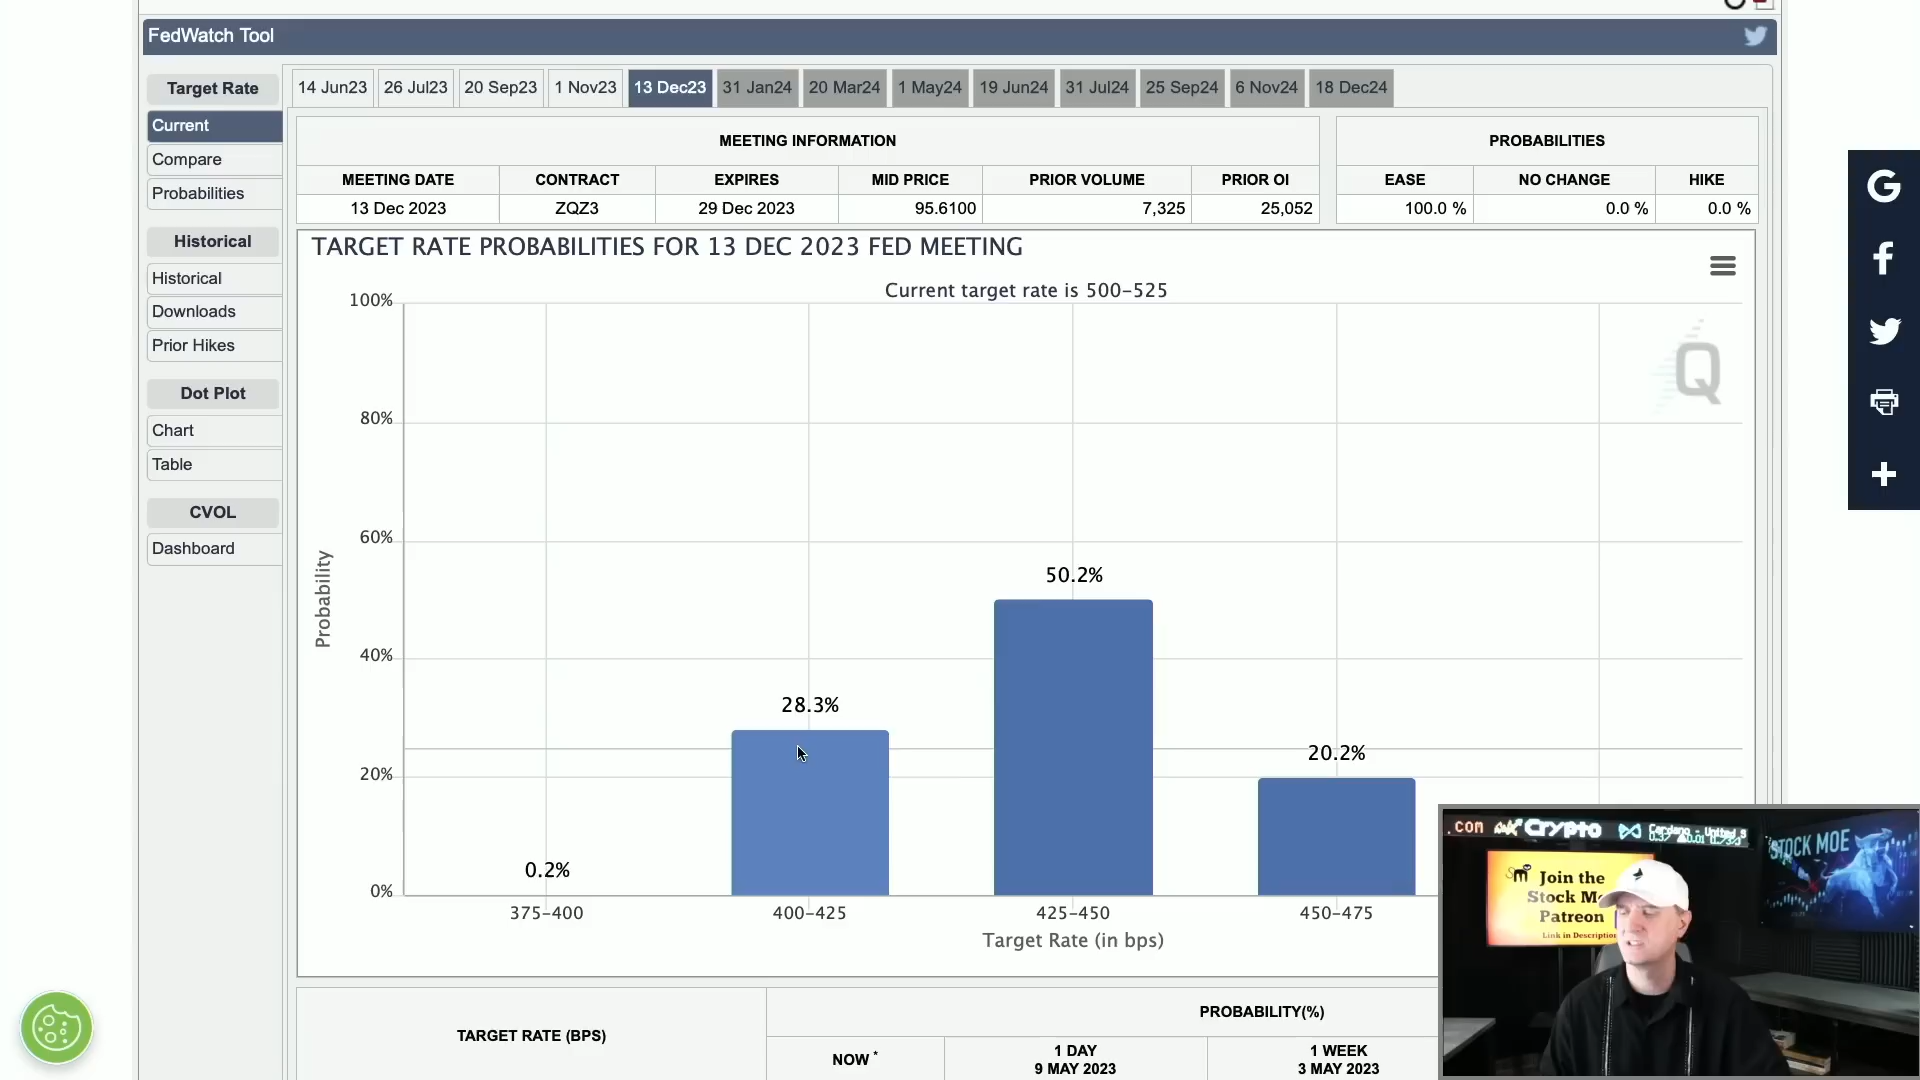 FedWatch Tool
Target Rate
Current
Compare
Probabilities
Historical
Historical
Downloads
Prior Hikes
Dot Plot
Chart
Table
CVOL
Dashboard
14 Jun23 26 Jul23 20 Sep23 1 Nov23 13 Dec23 31 Jan24 20 Mar24 1 May24 19 Jun24 31 Jul24 25 Sep24 6 Nov24 18 Dec24
MEETING INFORMATION
MEETING DATE CONTRACT EXPIRES MID PRICE PRIOR VOLUME PRIOR OI
13 Dec 2023 ZQZ3 29 Dec 2023 95.6100 7,325 25,052
PROBABILITIES
EASE NO CHANGE HIKE
100.0 % 0.0 % 0.0 %
TARGET RATE PROBABILITIES FOR 13 DEC 2023 FED MEETING
Current target rate is 500–525
Q
Probability
100%
80%
60%
40%
20%
0%
0.2%
28.3%
50.2%
20.2%
375–400 400–425 425–450 450–475
Target Rate (in bps)
TARGET RATE (BPS)
PROBABILITY(%)
NOW *
1 DAY
9 MAY 2023
1 WEEK
3 MAY 2023
G
f
.COM Crypto
STOCK MOE
Join the
Stock M
Patreon
Link in Description